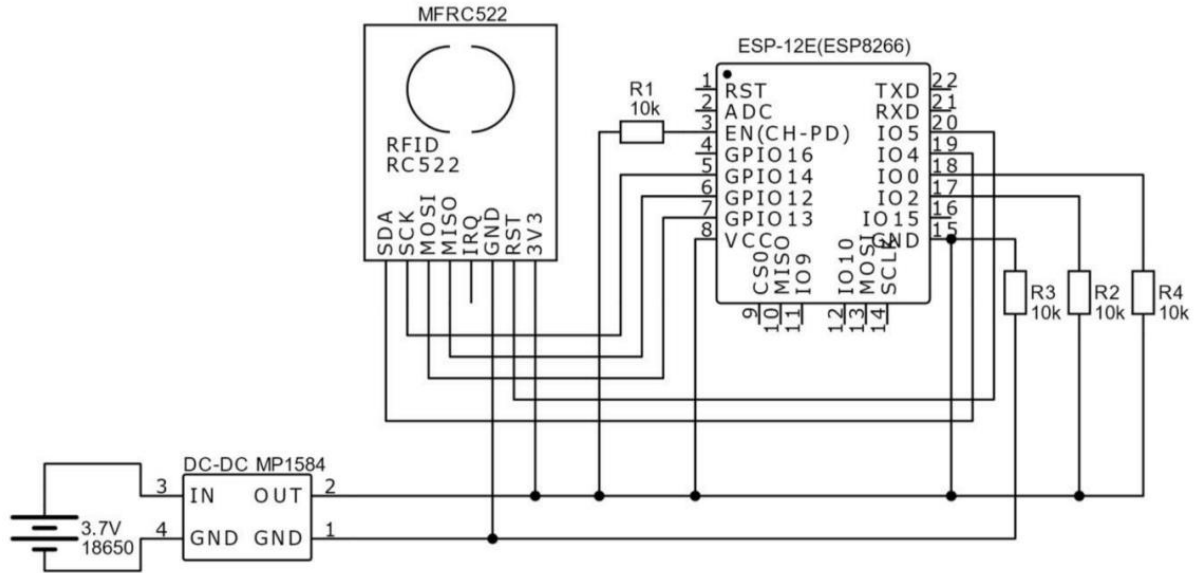 MFRC522
RFID
RC522
SDA
SCK
MOSI
MISO
IRQ
GND
RST
3V3
R1
10k
ESP-12E(ESP8266)
1 RST
2 ADC
3 EN(CH-PD)
4 GPIO16
5 GPIO14
6 GPIO12
7 GPIO13
8 VCC
TXD 22
RXD 21
IO5 20
IO4 19
IO0 18
IO2 17
IO15 16
GND 15
CS0 9
MISO 10
IO9 11
IO10 12
MOSI 13
SCLK 14
R3
10k
R2
10k
R4
10k
DC-DC MP1584
3 IN OUT 2
4 GND GND 1
3.7V
18650